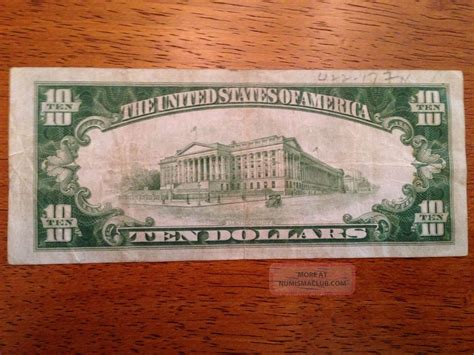 10 TEN 10
10 TEN 10
THE UNITED STATES OF AMERICA
10 TEN 10
10 TEN 10
TEN DOLLARS
MORE AT
NUMISMACLUB.COM